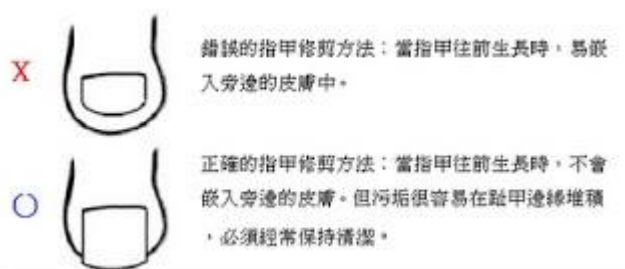 X
錯誤的指甲修剪方法：當指甲往前生長時，易嵌
入旁邊的皮膚中。
O
正確的指甲修剪方法：當指甲往前生長時，不會
嵌入旁邊的皮膚。但污垢很容易在趾甲邊緣堆積
，必須經常保持清潔。